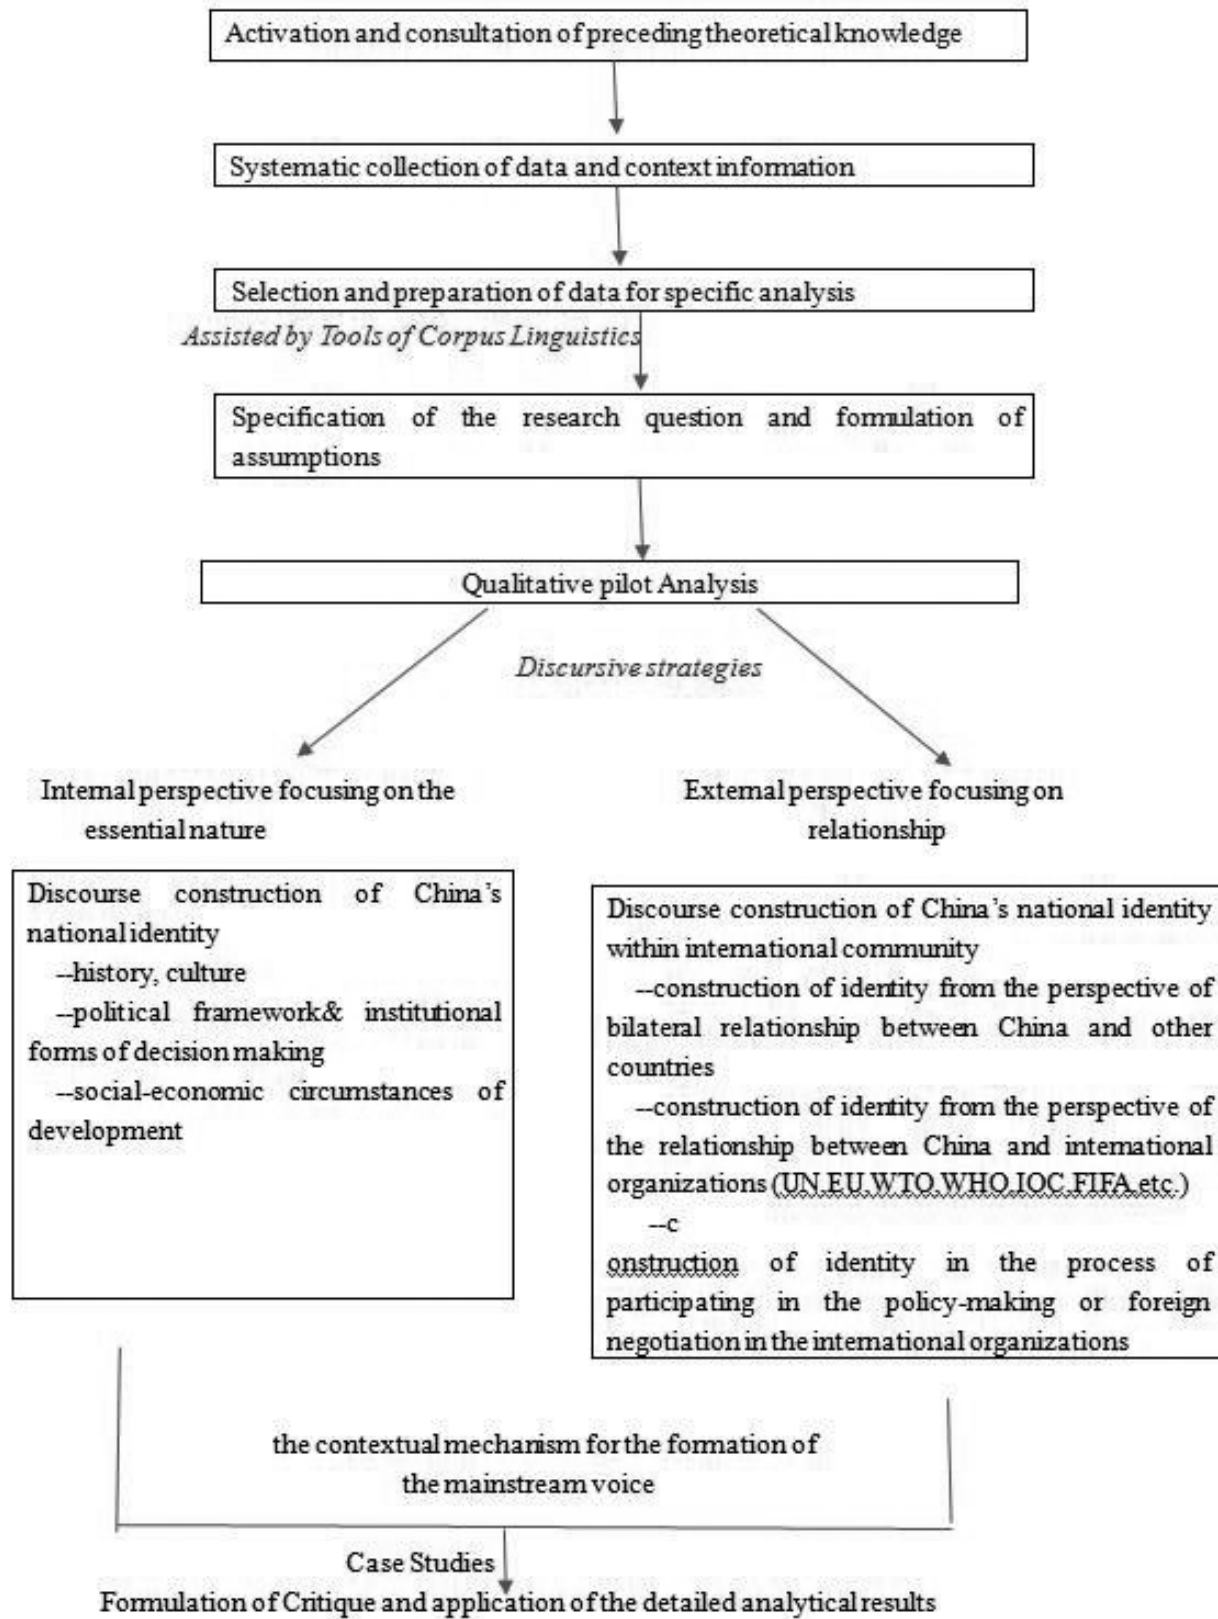 Activation and consultation of preceding theoretical knowledge
Systematic collection of data and context information
Selection and preparation of data for specific analysis
Assisted by Tools of Corpus Linguistics
Specification of the research question and formulation of
assumptions
Qualitative pilot Analysis
Discursive strategies
Internal perspective focusing on the
essential nature
External perspective focusing on
relationship
Discourse construction of China's
national identity
--history, culture
--political framework& institutional
forms of decision making
--social-economic circumstances of
development
Discourse construction of China's national identity
within international community
--construction of identity from the perspective of
bilateral relationship between China and other
countries
--construction of identity from the perspective of
the relationship between China and international
organizations (UN,EU,WTO,WHO,IOC,FIFA,etc.)
--c
onstruction of identity in the process of
participating in the policy-making or foreign
negotiation in the international organizations
the contextual mechanism for the formation of
the mainstream voice
Case Studies
Formulation of Critique and application of the detailed analytical results